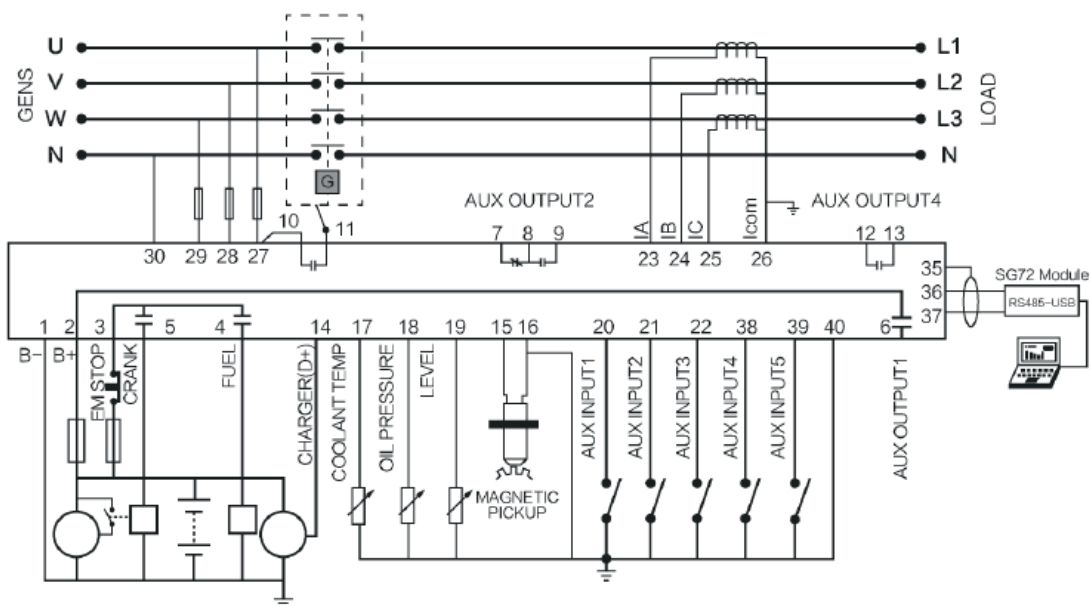 GENS
U
V
W
N
L1
L2
L3
N
LOAD
G
10
11
AUX OUTPUT2
7 8 9
IA
IB
IC
Icom
AUX OUTPUT4
12 13
30 29 28 27
23 24 25 26
35
36
37
SG72 Module
RS485-USB
1 2 3 5 4 14 17 18 19 15 16 20 21 22 38 39 40 6
B-
B+
EM STOP
CRANK
FUEL
CHARGER(D+)
COOLANT TEMP
OIL PRESSURE
LEVEL
MAGNETIC
PICKUP
AUX INPUT1
AUX INPUT2
AUX INPUT3
AUX INPUT4
AUX INPUT5
AUX OUTPUT1